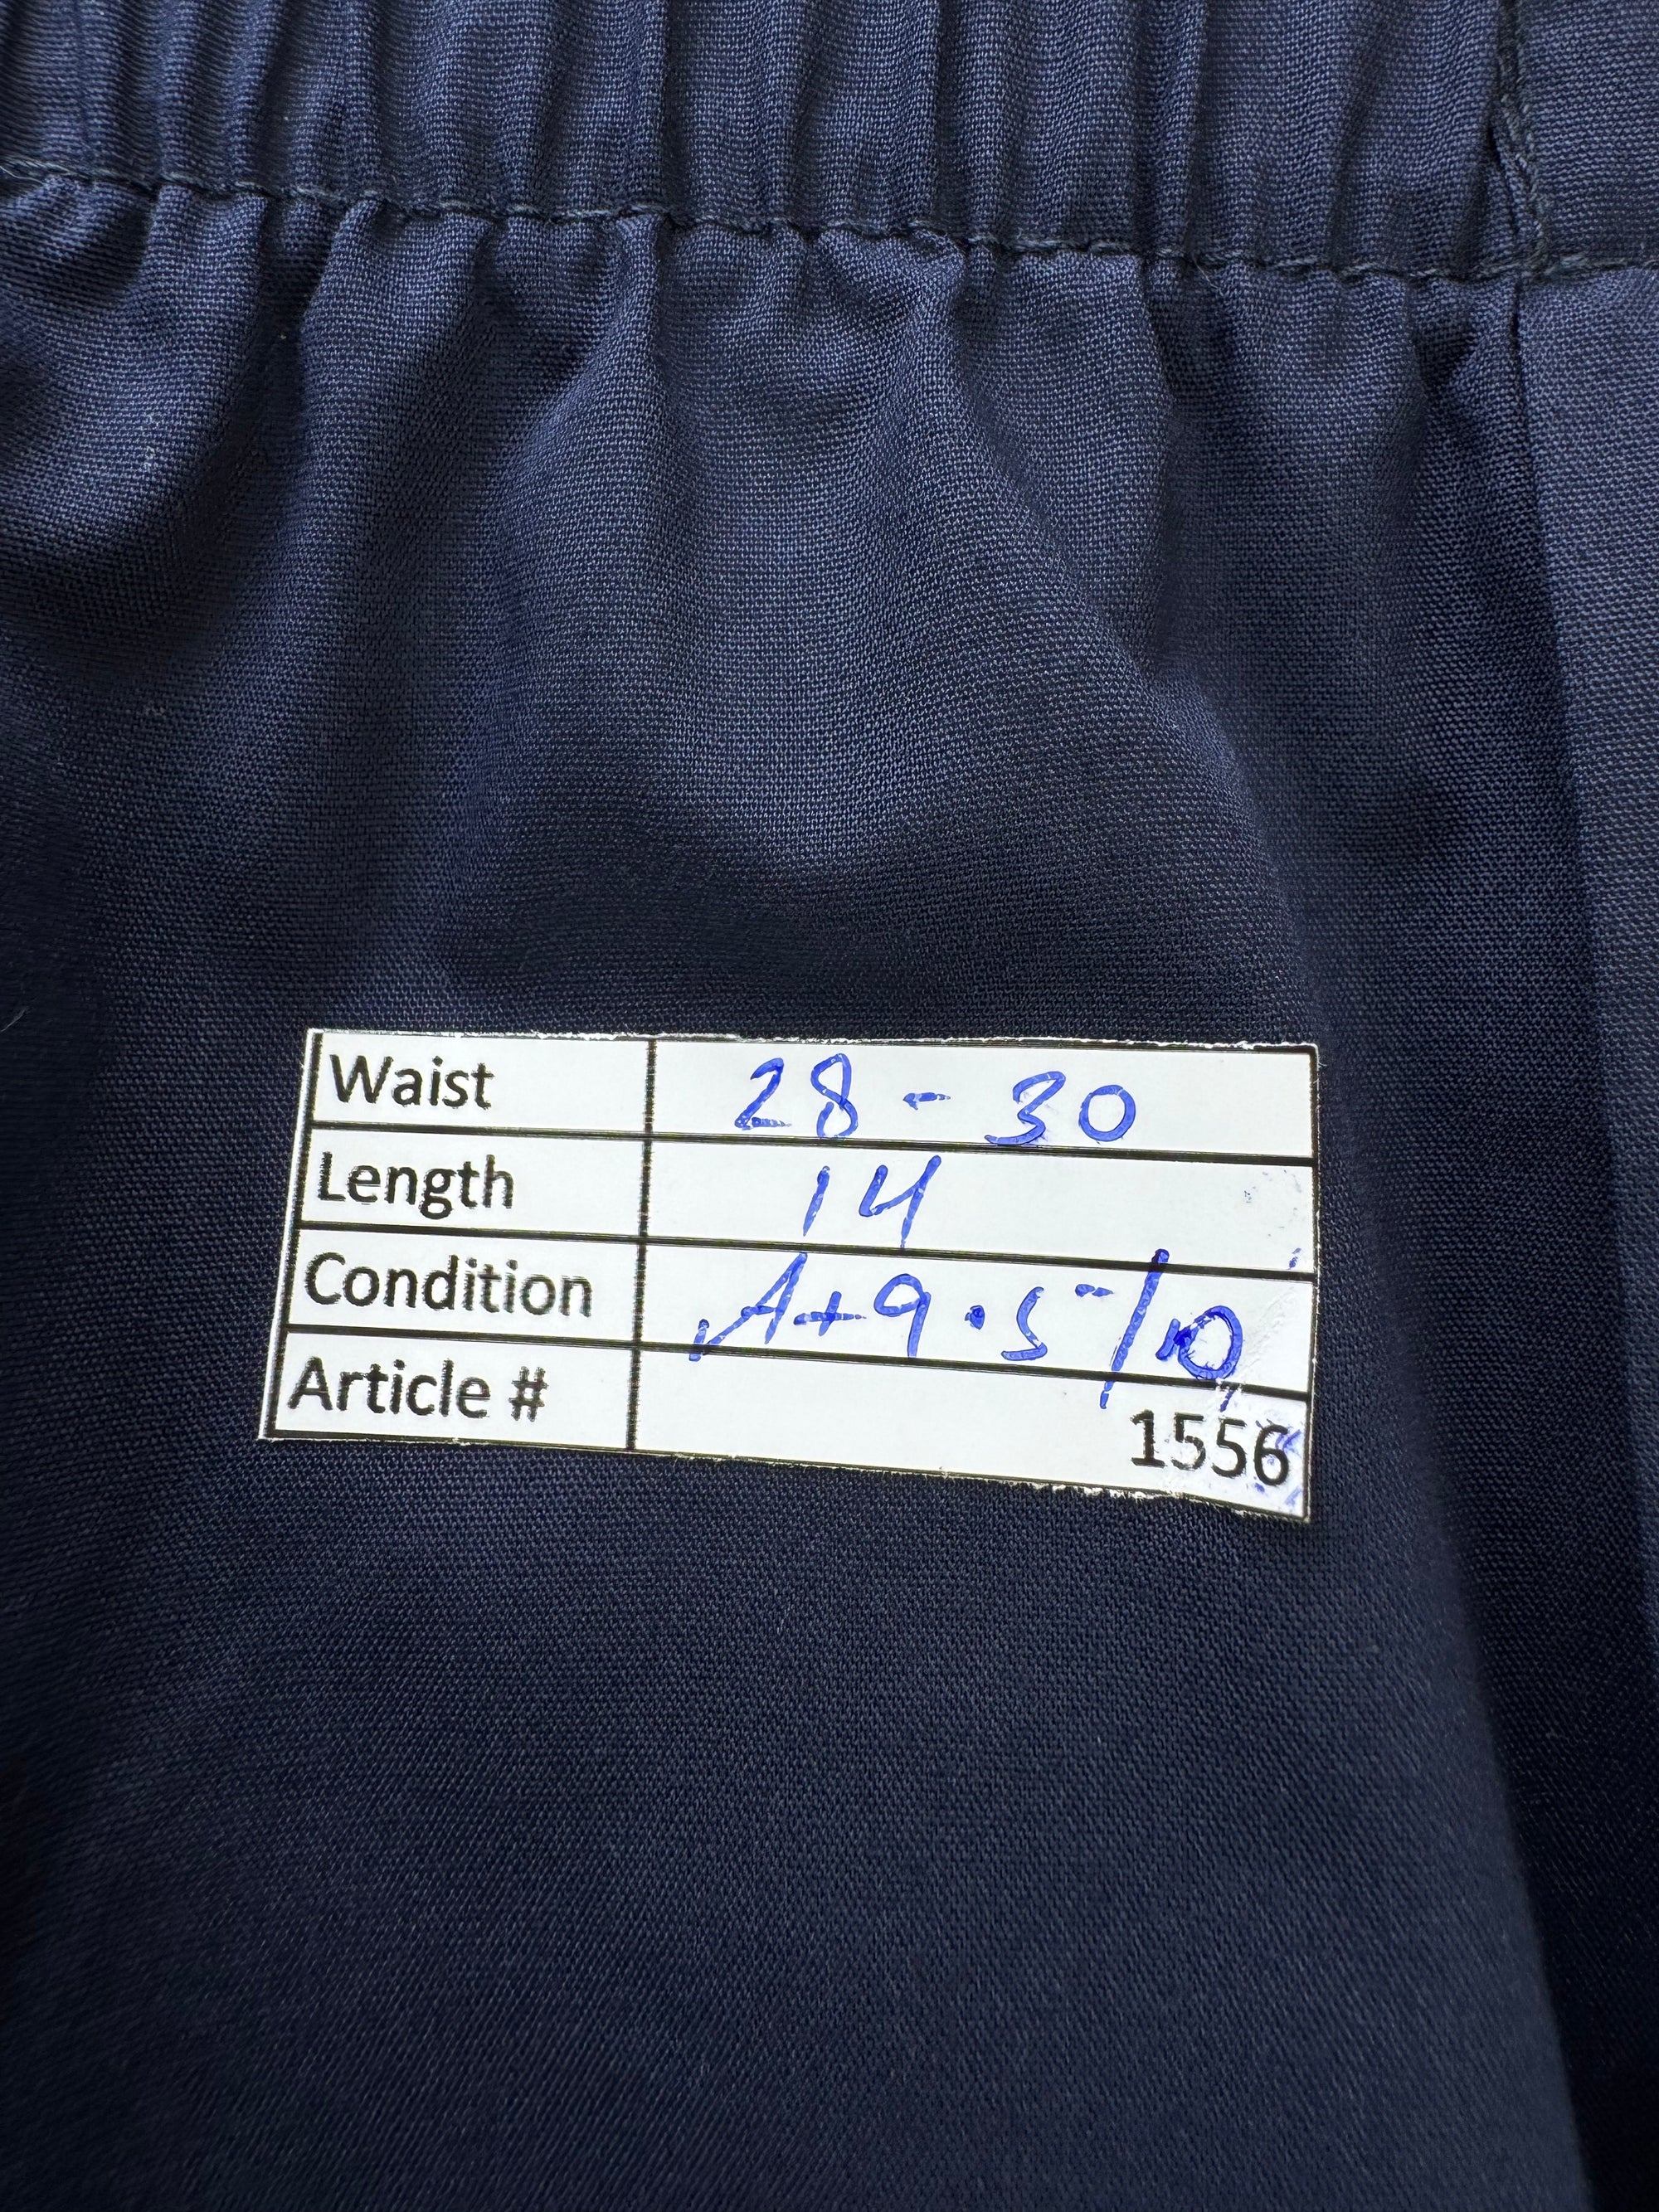 Waist 28 - 30
Length 14
Condition A+ 9.5/10
Article # 1556